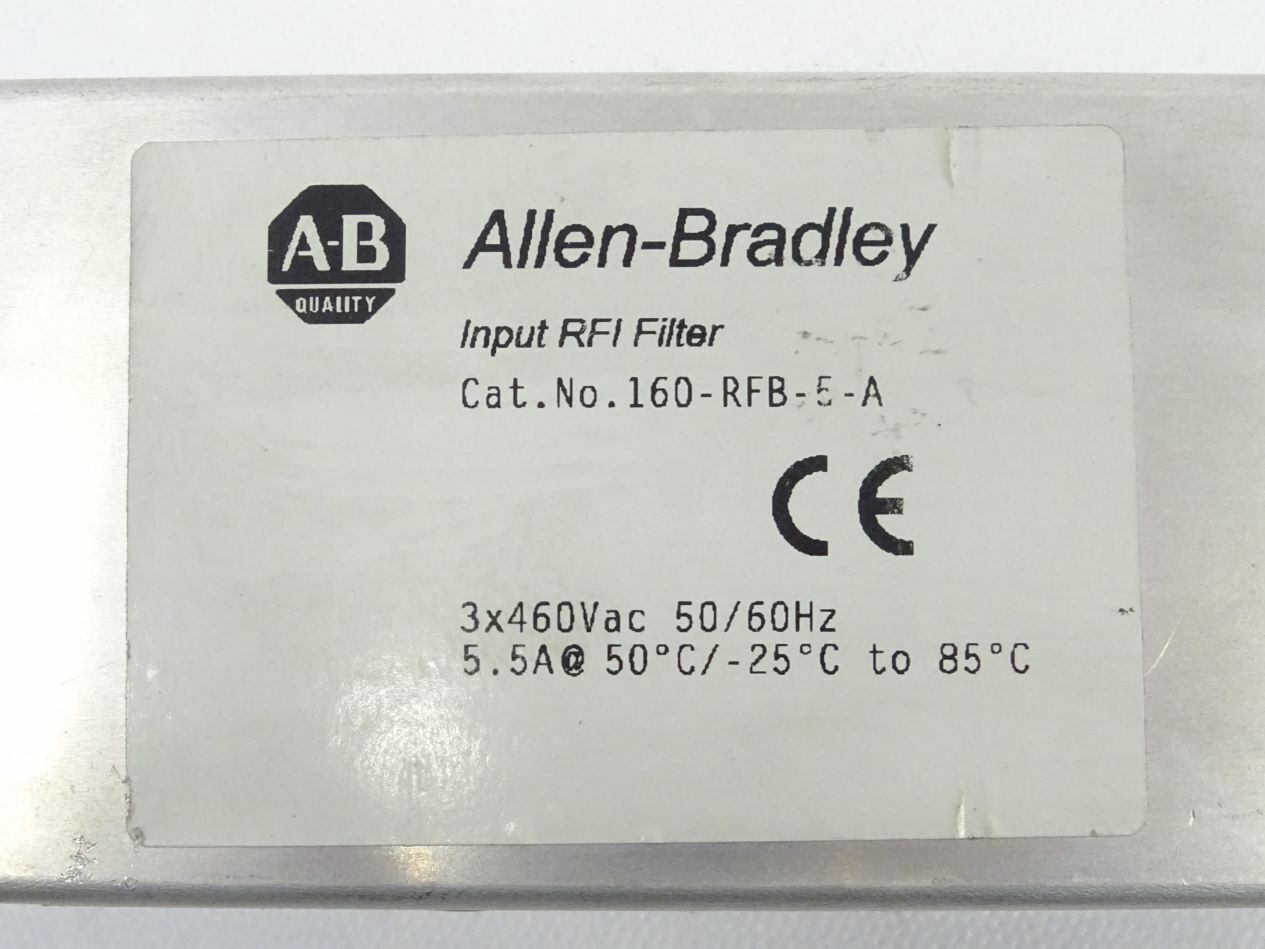 A-B
QUALITY
Allen-Bradley
Input RFI Filter
Cat.No.160-RFB-5-A
CE
3x460Vac 50/60Hz
5.5A@ 50°C/-25°C to 85°C